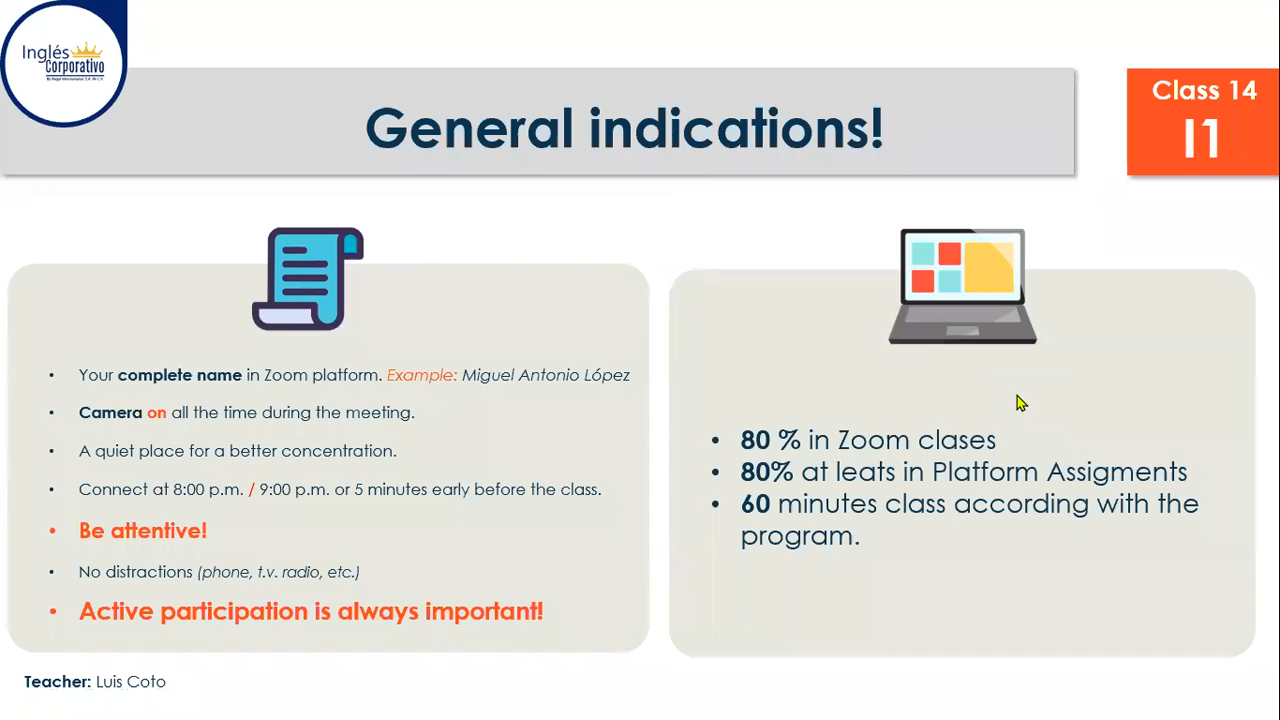 Inglés
Corporativo
General indications!
Class 14
I1
• Your complete name in Zoom platform. Example: Miguel Antonio López
• Camera on all the time during the meeting.
• A quiet place for a better concentration.
• Connect at 8:00 p.m. / 9:00 p.m. or 5 minutes early before the class.
• Be attentive!
• No distractions (phone, t.v. radio, etc.)
• Active participation is always important!
• 80 % in Zoom clases
• 80% at leats in Platform Assigments
• 60 minutes class according with the
program.
Teacher: Luis Coto